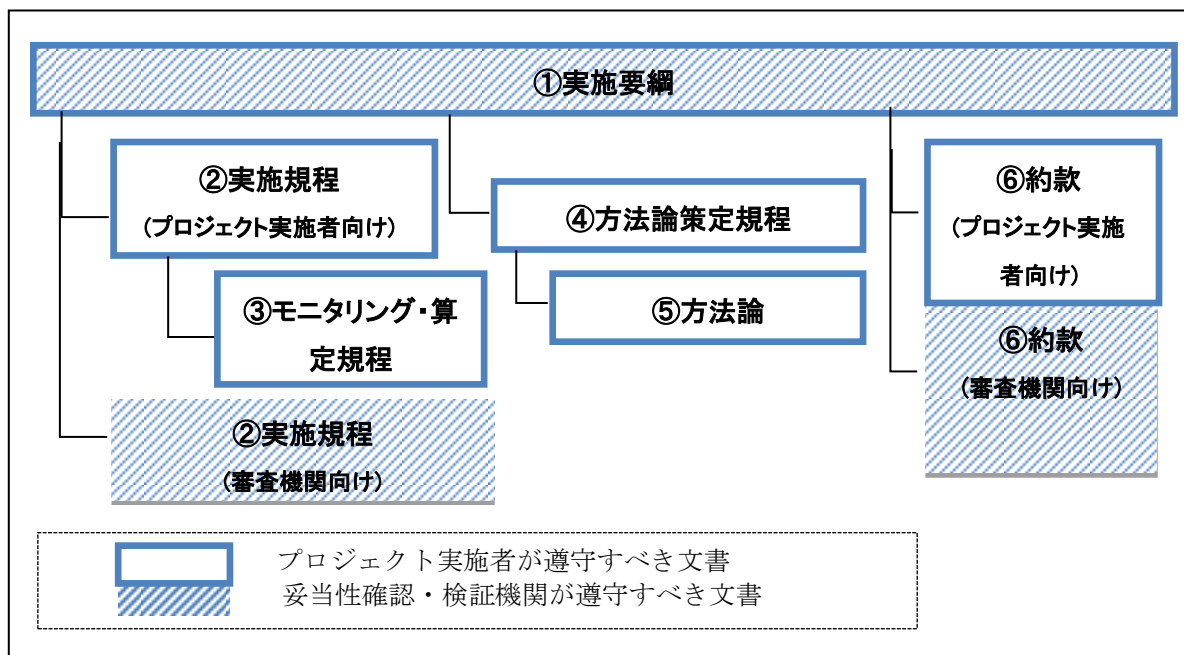 ①実施要綱
②実施規程
(プロジェクト実施者向け)
③モニタリング・算
定規程
②実施規程
(審査機関向け)
④方法論策定規程
⑤方法論
⑥約款
(プロジェクト実施
者向け)
⑥約款
(審査機関向け)
プロジェクト実施者が遵守すべき文書
妥当性確認・検証機関が遵守すべき文書